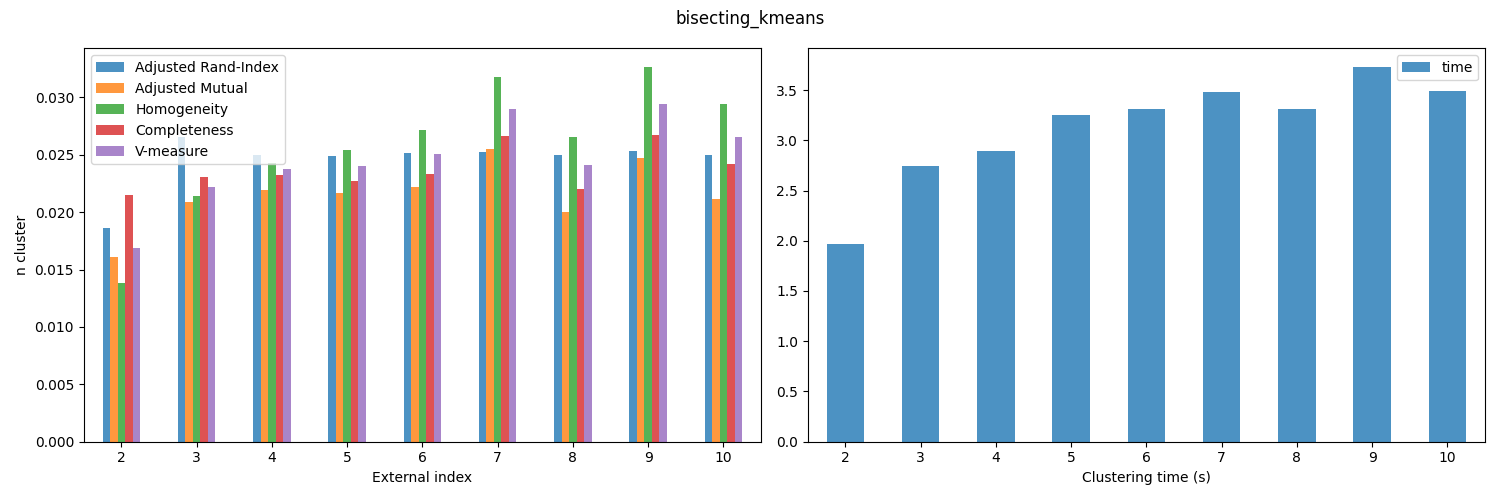 bisecting_kmeans
Adjusted Rand-Index
Adjusted Mutual
Homogeneity
Completeness
V-measure
n cluster
0.030
0.025
0.020
0.015
0.010
0.005
0.000
2 3 4 5 6 7 8 9 10
External index
time
3.5
3.0
2.5
2.0
1.5
1.0
0.5
0.0
2 3 4 5 6 7 8 9 10
Clustering time (s)